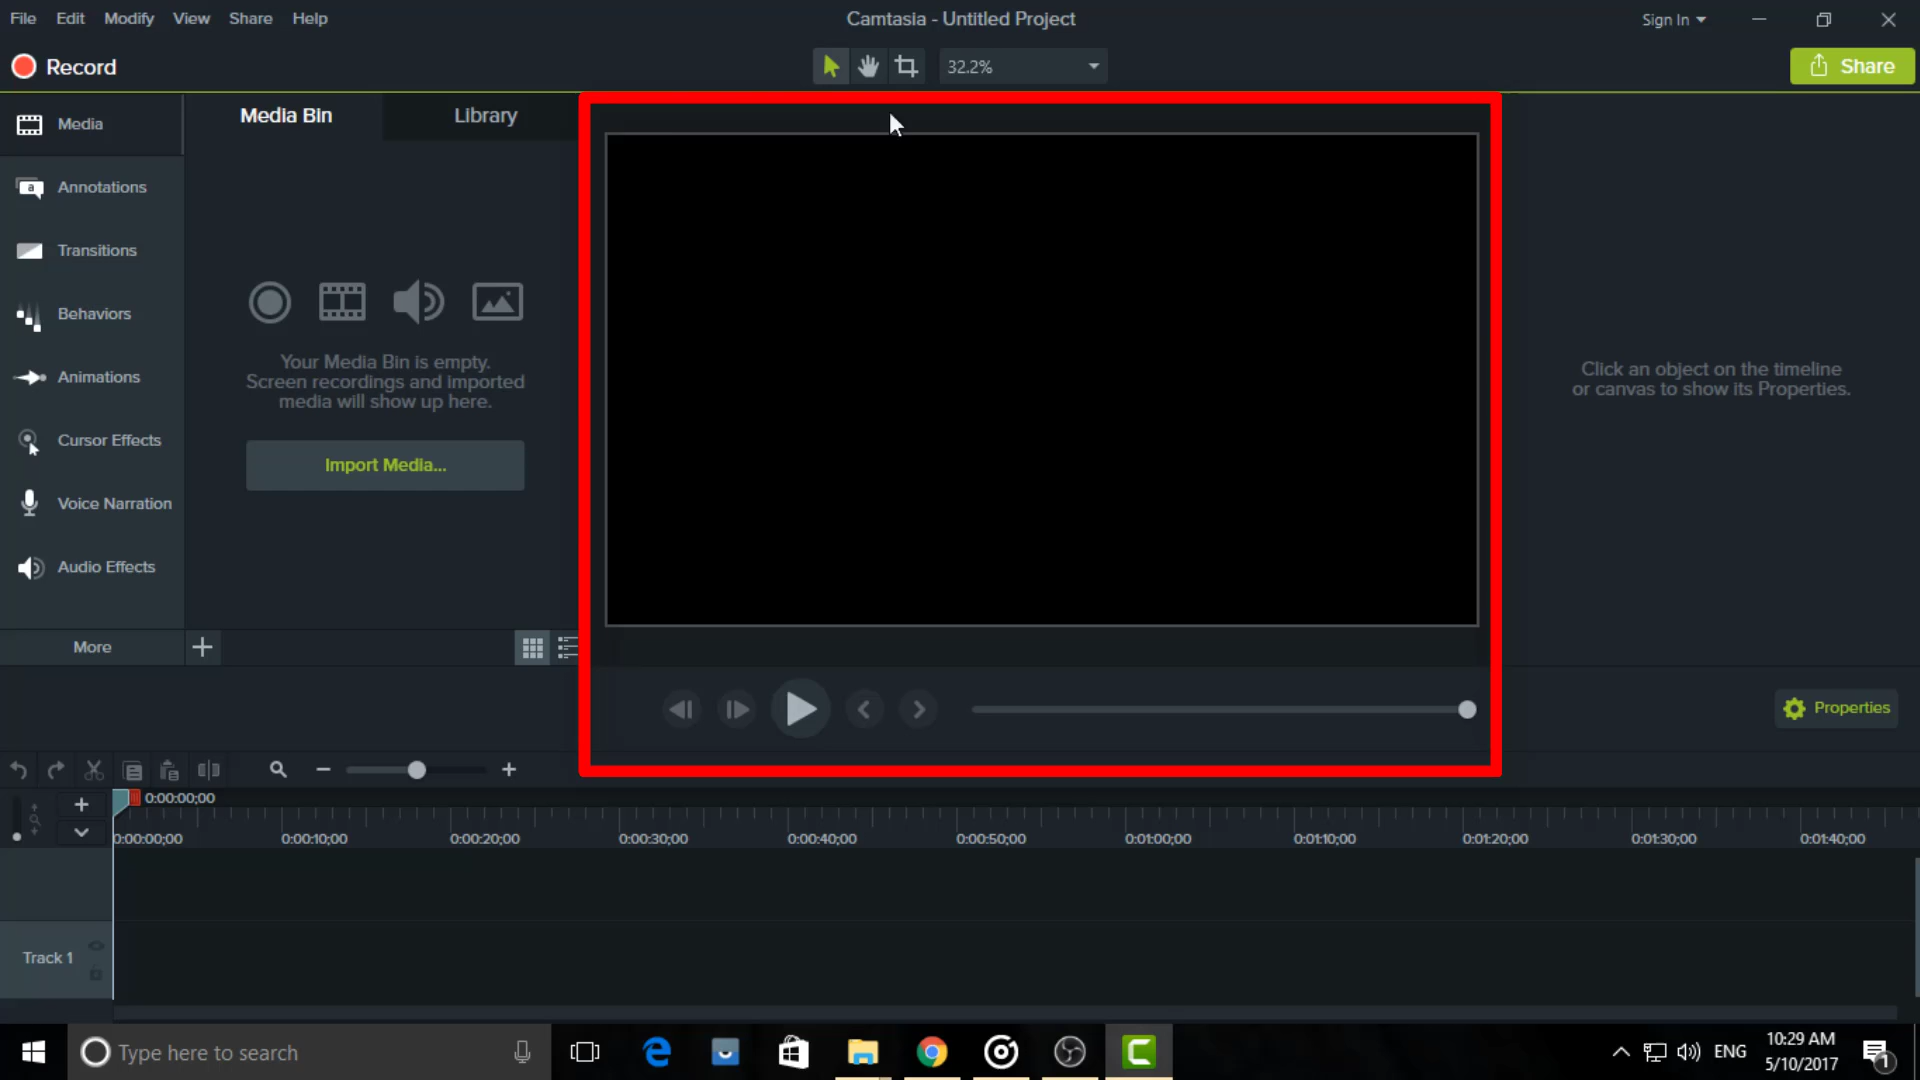 File Edit Modify View Share Help
Camtasia - Untitled Project
Sign In
Record
32.2%
Share
Media
Media Bin
Library
Annotations
Transitions
Behaviors
Animations
Cursor Effects
Voice Narration
Audio Effects
More
Your Media Bin is empty.
Screen recordings and imported
media will show up here.
Import Media...
Click an object on the timeline
or canvas to show its Properties.
Properties
0:00:00;00
0:00:00;00 0:00:10;00 0:00:20;00 0:00:30;00 0:00:40;00 0:00:50;00 0:01:00;00 0:01:10;00 0:01:20;00 0:01:30;00 0:01:40;00
Track 1
Type here to search
ENG
10:29 AM
5/10/2017
1